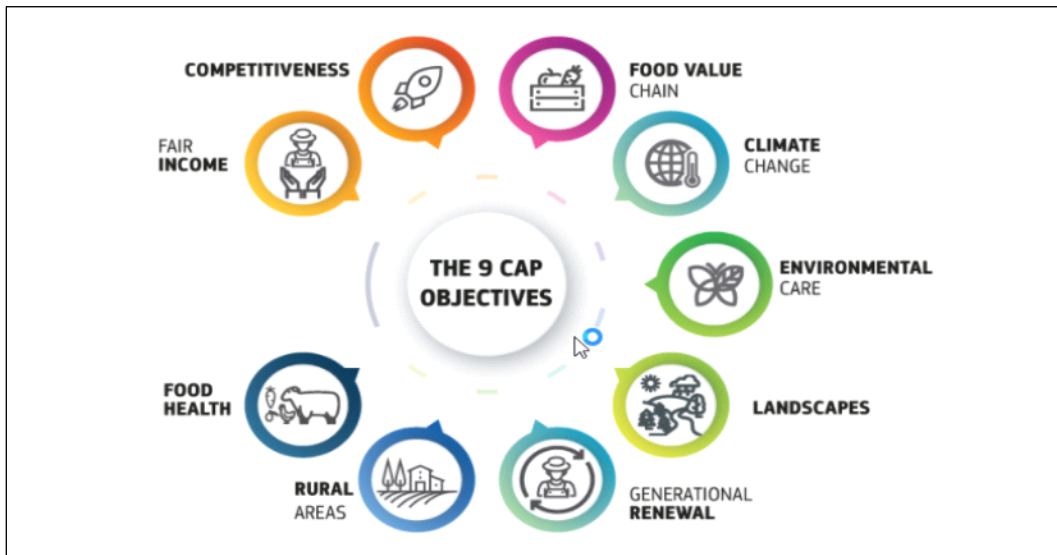 COMPETITIVENESS
FOOD VALUE
CHAIN
FAIR
INCOME
CLIMATE
CHANGE
THE 9 CAP
OBJECTIVES
ENVIRONMENTAL
CARE
FOOD
HEALTH
LANDSCAPES
RURAL
AREAS
GENERATIONAL
RENEWAL